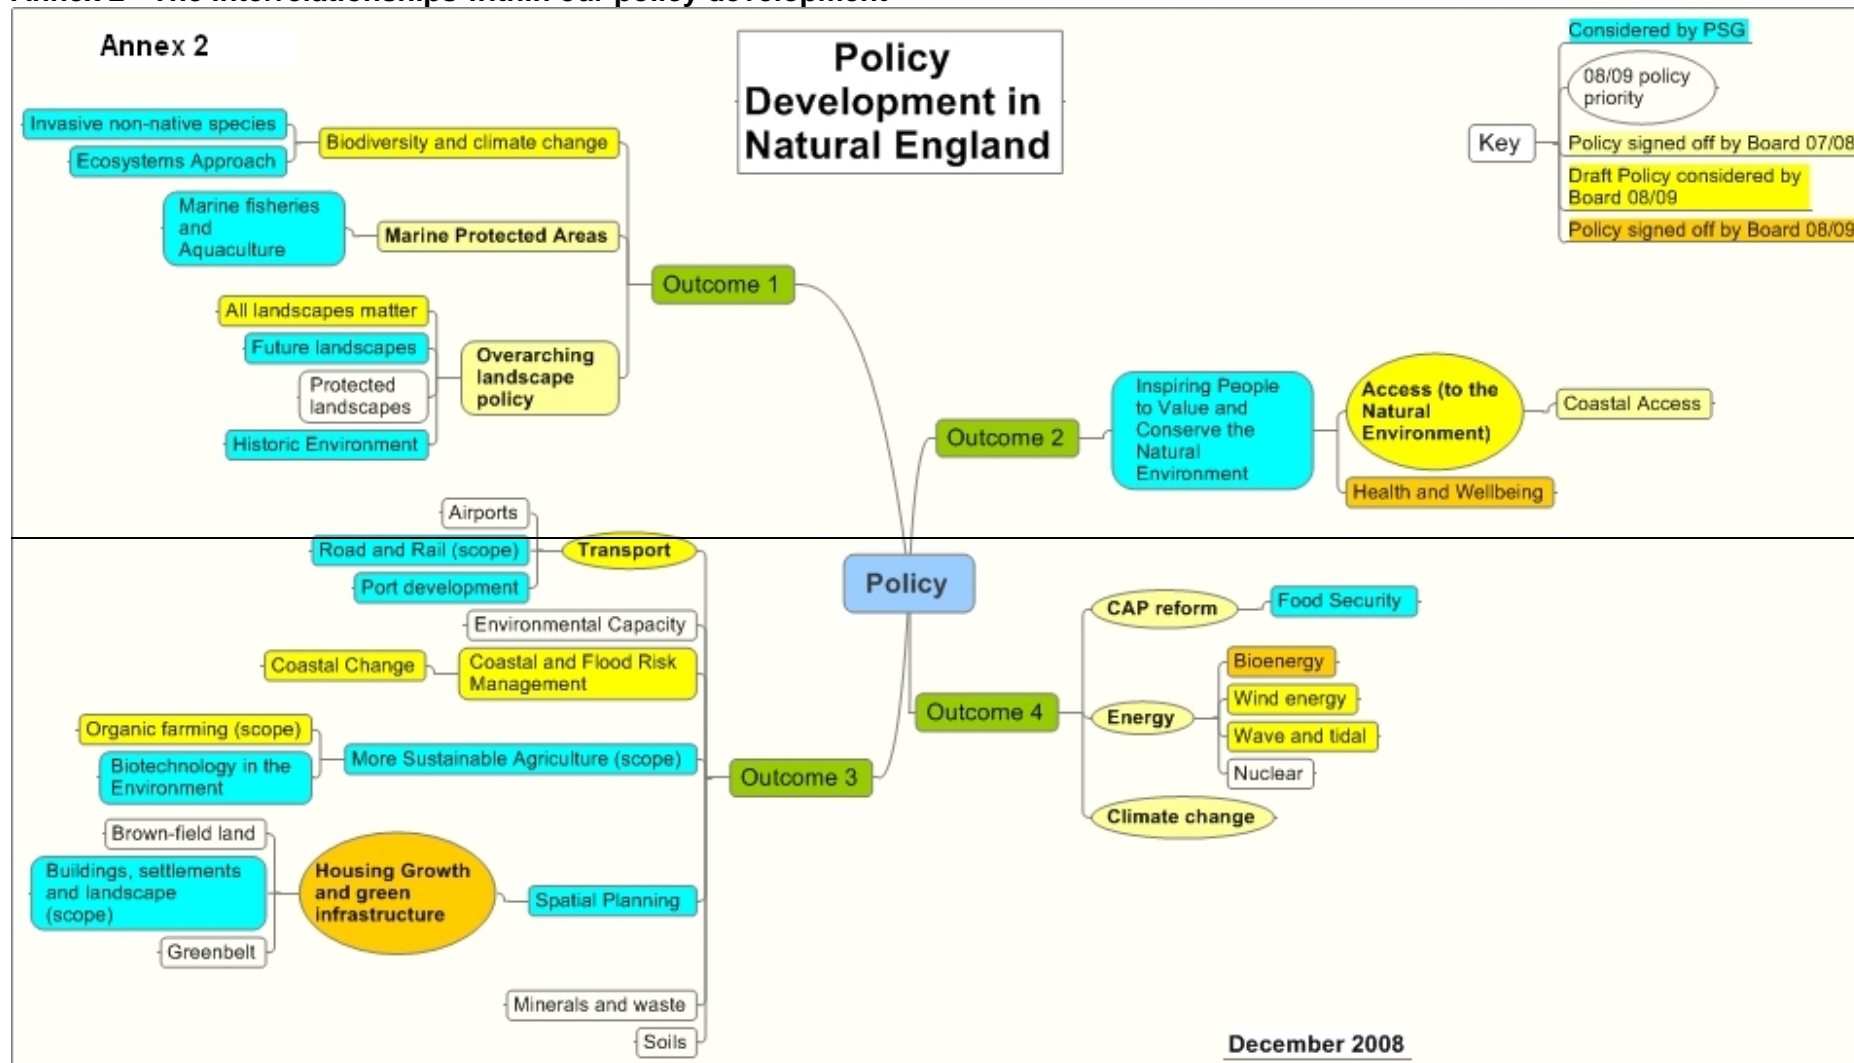 Annex 2 - The interrelationships within our policy development
Annex 2
Policy
Development in
Natural England
Key
Considered by PSG
08/09 policy
priority
Policy signed off by Board 07/08
Draft Policy considered by
Board 08/09
Policy signed off by Board 08/09
Invasive non-native species
Ecosystems Approach
Biodiversity and climate change
Marine fisheries
and
Aquaculture
Marine Protected Areas
Outcome 1
All landscapes matter
Future landscapes
Protected
landscapes
Historic Environment
Overarching
landscape
policy
Outcome 2
Inspiring People
to Value and
Conserve the
Natural
Environment
Access (to the
Natural
Environment)
Coastal Access
Health and Wellbeing
Policy
Airports
Road and Rail (scope)
Port development
Transport
Environmental Capacity
Coastal Change
Coastal and Flood Risk
Management
Organic farming (scope)
Biotechnology in the
Environment
More Sustainable Agriculture (scope)
Outcome 3
Brown-field land
Buildings, settlements
and landscape
(scope)
Greenbelt
Housing Growth
and green
infrastructure
Spatial Planning
Minerals and waste
Soils
Outcome 4
CAP reform
Food Security
Energy
Bioenergy
Wind energy
Wave and tidal
Nuclear
Climate change
December 2008